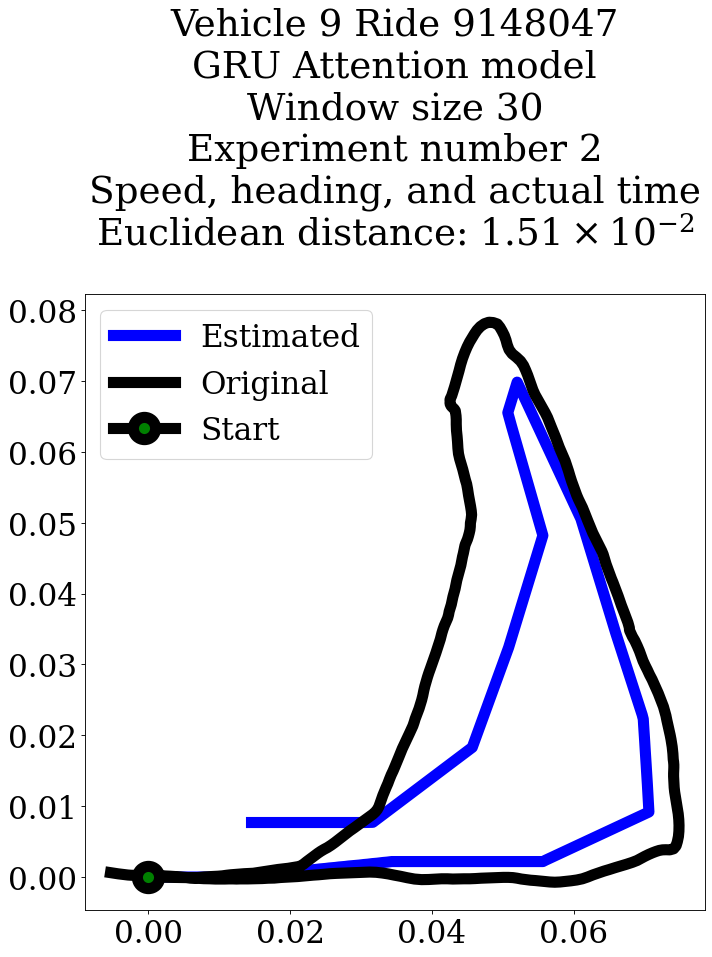 Vehicle 9 Ride 9148047
GRU Attention model
Window size 30
Experiment number 2
Speed, heading, and actual time
Euclidean distance: 1.51 × 10⁻²
0.08
0.07
0.06
0.05
0.04
0.03
0.02
0.01
0.00
Estimated
Original
Start
0.00 0.02 0.04 0.06